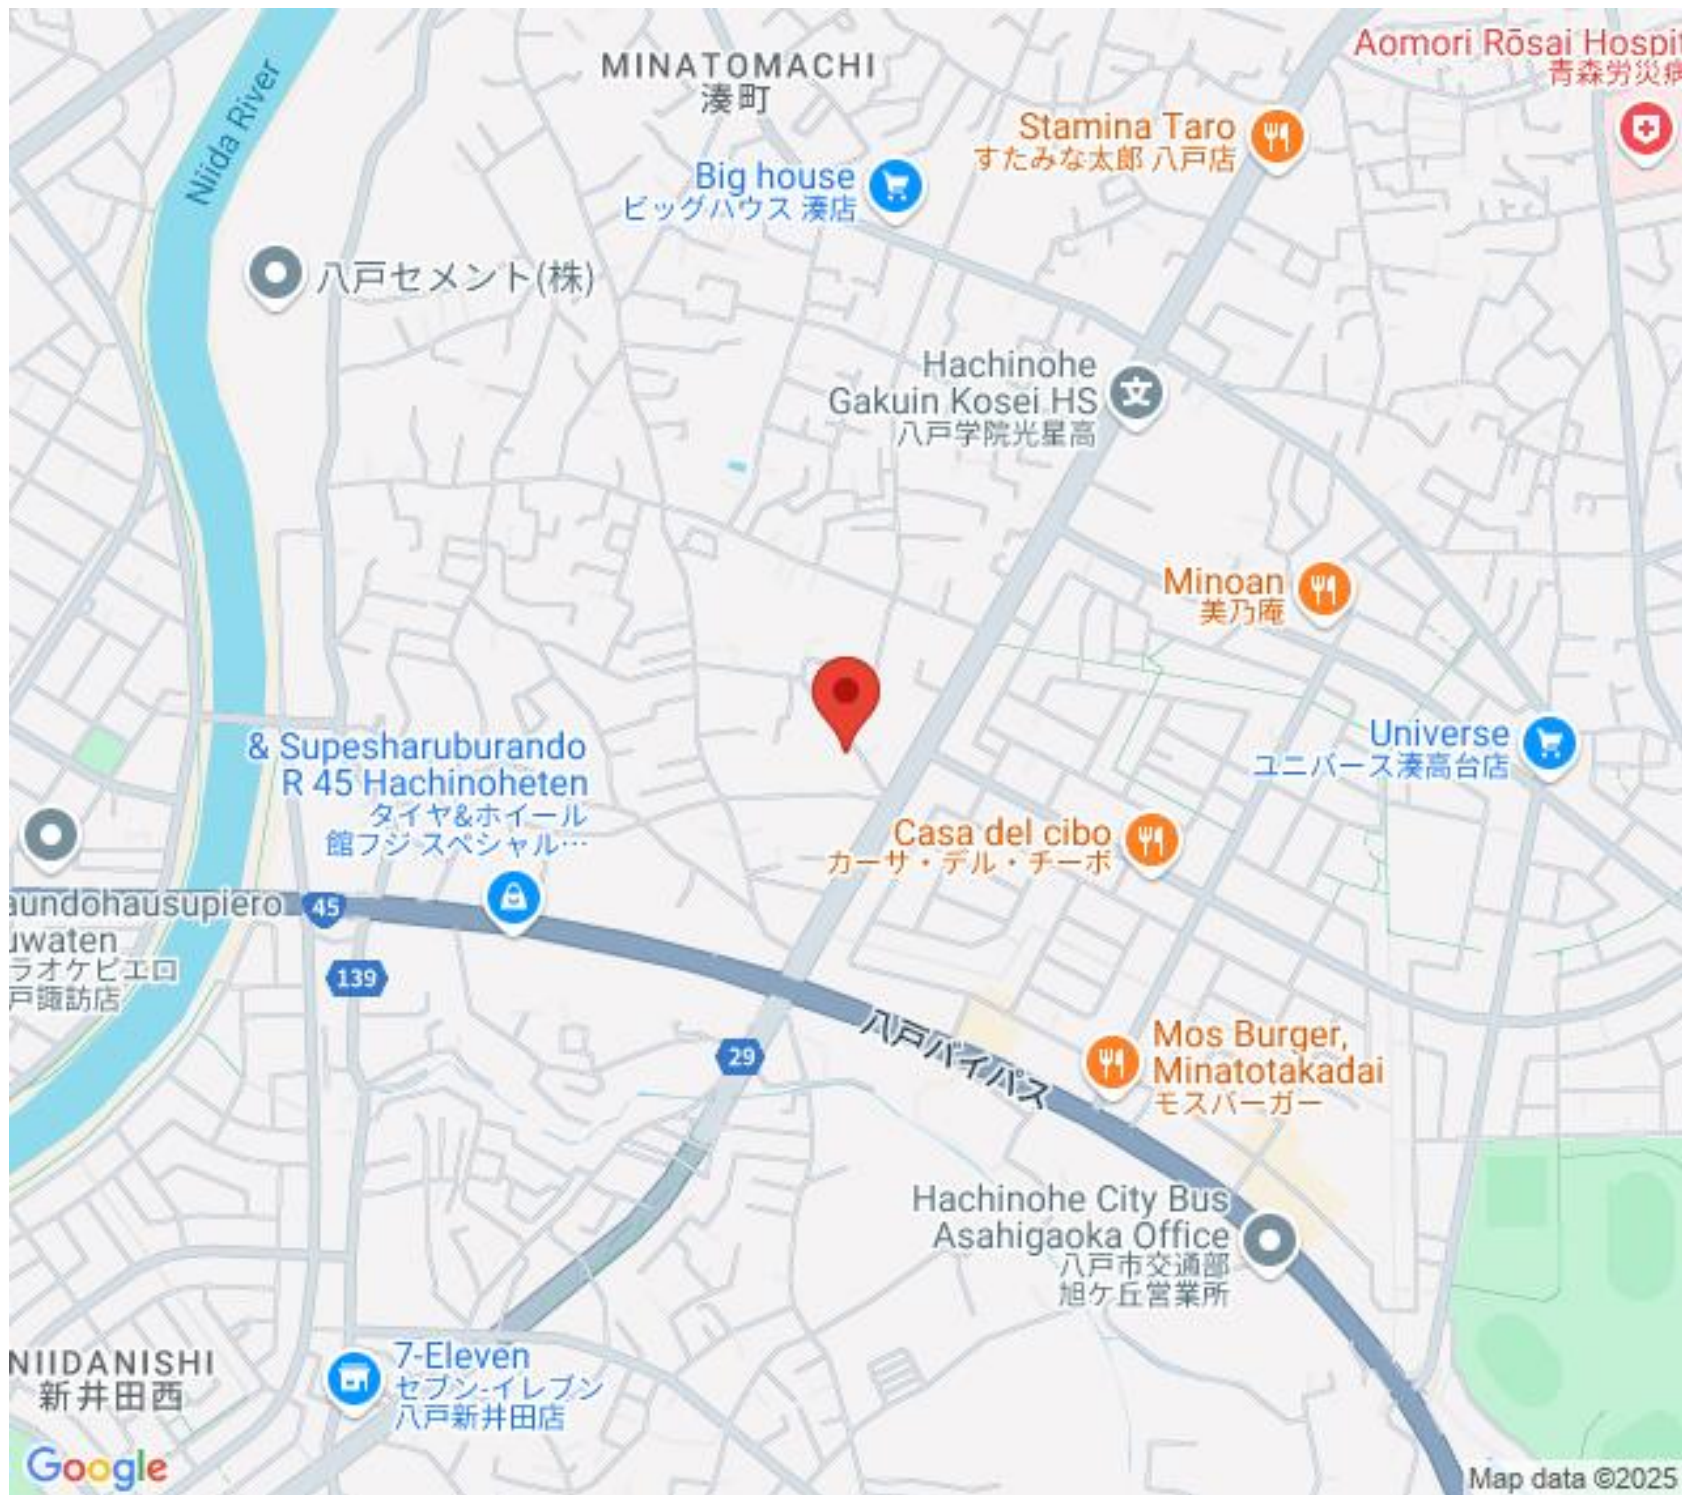 Aomori Rōsai Hospit
青森労災病
MINATOMACHI
湊町
Niida River
Stamina Taro
すたみな太郎 八戸店
Big house
ビッグハウス 湊店
八戸セメント(株)
Hachinohe
Gakuin Kosei HS
八戸学院光星高
Minoan
美乃庵
Universe
ユニバース湊高台店
& Supesharuburando
R 45 Hachinoheten
タイヤ&ホイール
館フジ スペシャル…
Casa del cibo
カーサ・デル・チーボ
aundohausupiero
uwaten
ラオケピエロ
戸諏訪店
45
139
29
八戸バイパス
Mos Burger,
Minatotakadai
モスバーガー
Hachinohe City Bus
Asahigaoka Office
八戸市交通部
旭ケ丘営業所
NIIDANISHI
新井田西
7-Eleven
セブン-イレブン
八戸新井田店
Google
Map data ©2025